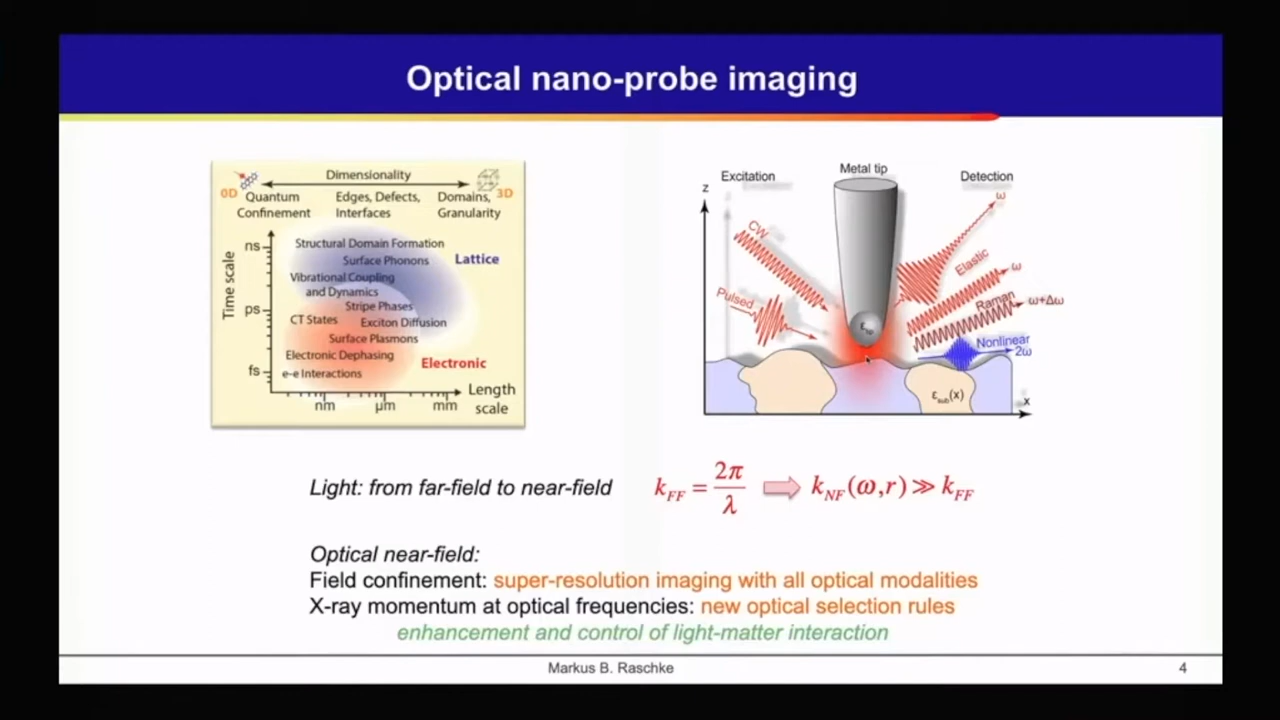 Optical nano-probe imaging
Dimensionality
0D
3D
Quantum Confinement
Edges, Defects, Interfaces
Domains, Granularity
Time scale
ns
ps
fs
Structural Domain Formation
Surface Phonons
Lattice
Vibrational Coupling
and Dynamics
Stripe Phases
CT States
Exciton Diffusion
Surface Plasmons
Electronic Dephasing
Electronic
e-e Interactions
nm
μm
mm
Length scale
Excitation
Metal tip
Detection
z
ω
CW
Elastic
ω
Pulsed
Raman
ω+Δω
Nonlinear
2ω
ε_sub(x)
x
Light: from far-field to near-field
k_FF = 2π/λ ⇒ k_NF(ω,r) ≫ k_FF
Optical near-field:
Field confinement: super-resolution imaging with all optical modalities
X-ray momentum at optical frequencies: new optical selection rules
enhancement and control of light-matter interaction
Markus B. Raschke
4